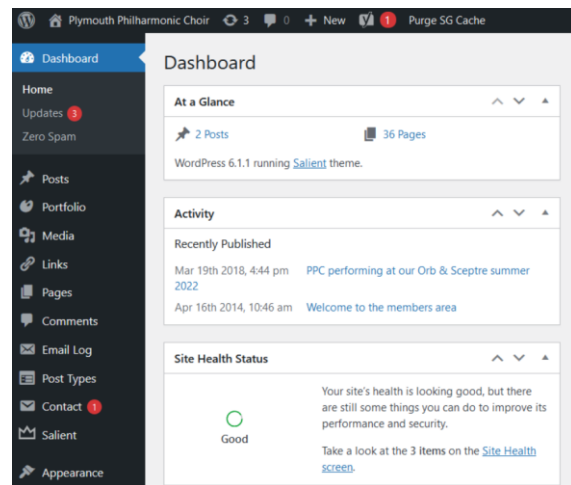 Plymouth Philharmonic Choir 3 0 + New 1 Purge SG Cache
Dashboard
Home
Updates 3
Zero Spam
Posts
Portfolio
Media
Links
Pages
Comments
Email Log
Post Types
Contact 1
Salient
Appearance
Dashboard
At a Glance
2 Posts 36 Pages
WordPress 6.1.1 running Salient theme.
Activity
Recently Published
Mar 19th 2018, 4:44 pm PPC performing at our Orb & Sceptre summer
2022
Apr 16th 2014, 10:46 am Welcome to the members area
Site Health Status
Good
Your site's health is looking good, but there
are still some things you can do to improve its
performance and security.
Take a look at the 3 items on the Site Health
screen.